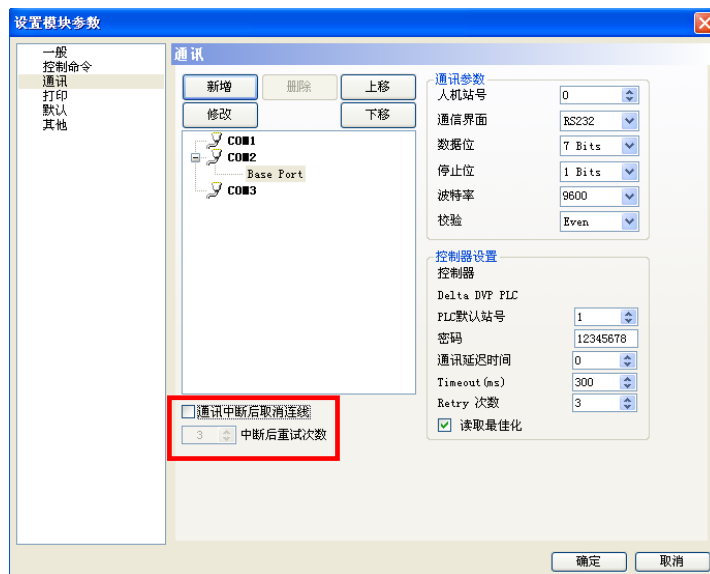 设置模块参数
一般
控制命令
通讯
打印
默认
其他
通讯
新增
删除
上移
修改
下移
COM1
COM2
Base Port
COM3
通讯中断后取消连线
3 中断后重试次数
通讯参数
人机站号 0
通信界面 RS232
数据位 7 Bits
停止位 1 Bits
波特率 9600
校验 Even
控制器设置
控制器
Delta DVP PLC
PLC默认站号 1
密码 12345678
通讯延迟时间 0
Timeout(ms) 300
Retry 次数 3
读取最佳化
确定
取消